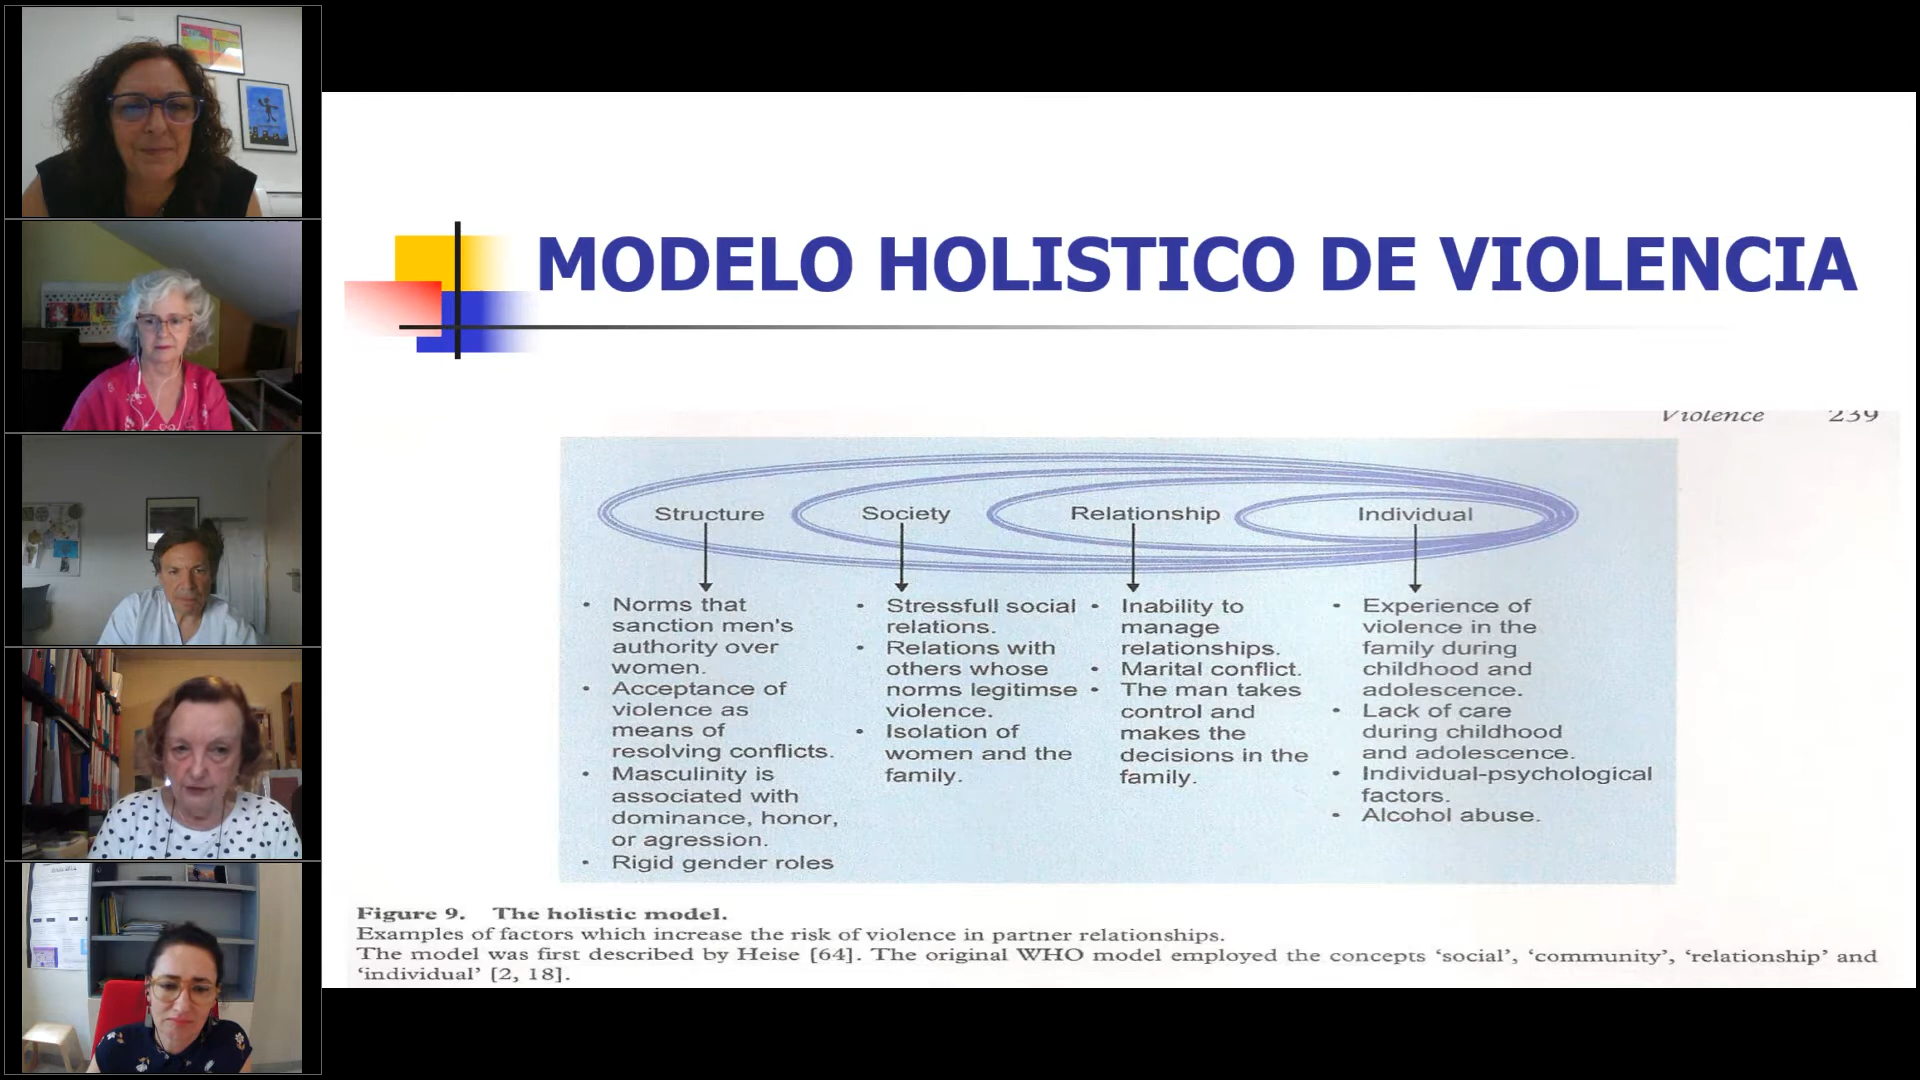 MODELO HOLISTICO DE VIOLENCIA
Violence 239
Structure
Society
Relationship
Individual
• Norms that
sanction men's
authority over
women.
• Acceptance of
violence as
means of
resolving conflicts.
• Masculinity is
associated with
dominance, honor,
or agression.
• Rigid gender roles
• Stressfull social
relations.
• Relations with
others whose
norms legitimse
violence.
• Isolation of
women and the
family.
• Inability to
manage
relationships.
• Marital conflict.
• The man takes
control and
makes the
decisions in the
family.
• Experience of
violence in the
family during
childhood and
adolescence.
• Lack of care
during childhood
and adolescence.
• Individual-psychological
factors.
• Alcohol abuse.
Figure 9. The holistic model.
Examples of factors which increase the risk of violence in partner relationships.
The model was first described by Heise [64]. The original WHO model employed the concepts ‘social’, ‘community’, ‘relationship’ and
‘individual’ [2, 18].